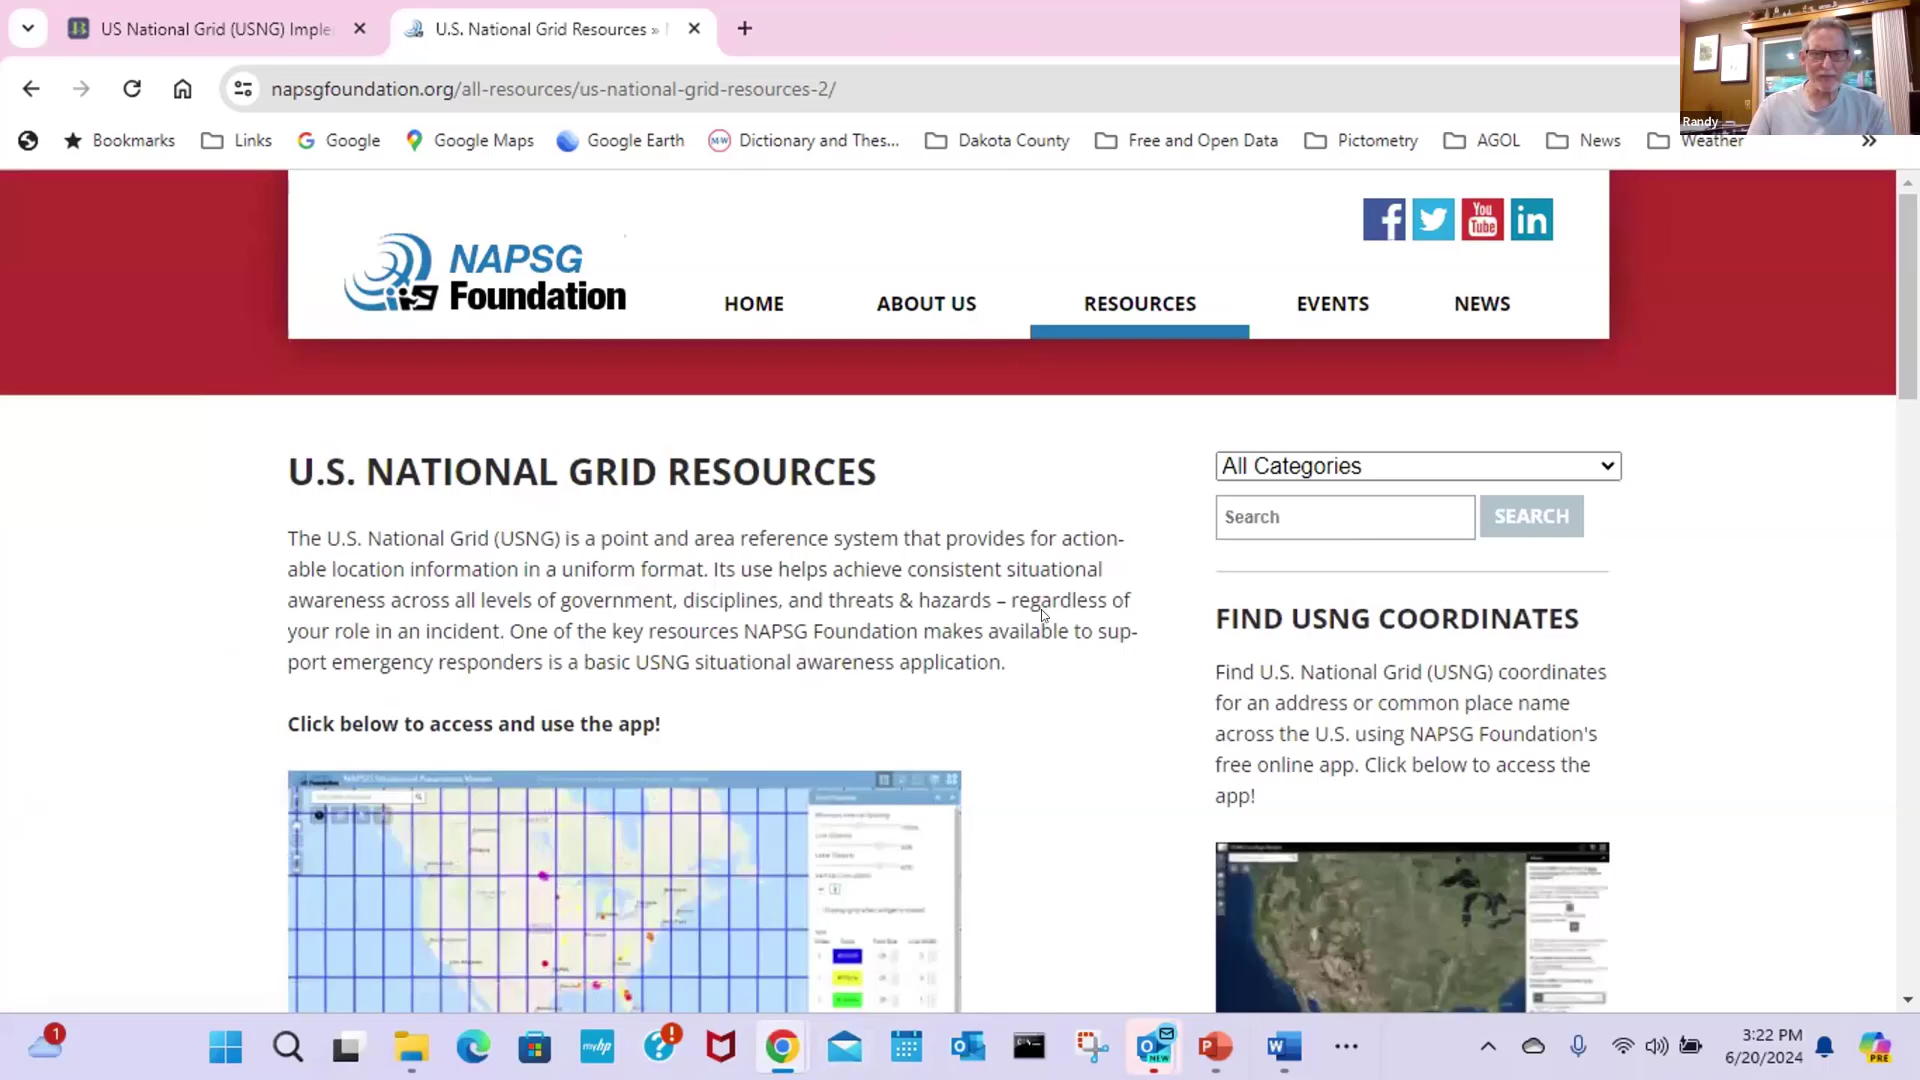 US National Grid (USNG) Imple
U.S. National Grid Resources »
napsgfoundation.org/all-resources/us-national-grid-resources-2/
Bookmarks
Links
Google
Google Maps
Google Earth
Dictionary and Thes...
Dakota County
Free and Open Data
Pictometry
AGOL
News
Weather
Randy
NAPSG
Foundation
You
Tube
HOME
ABOUT US
RESOURCES
EVENTS
NEWS
U.S. NATIONAL GRID RESOURCES
The U.S. National Grid (USNG) is a point and area reference system that provides for action-
able location information in a uniform format. Its use helps achieve consistent situational
awareness across all levels of government, disciplines, and threats & hazards – regardless of
your role in an incident. One of the key resources NAPSG Foundation makes available to sup-
port emergency responders is a basic USNG situational awareness application.
Click below to access and use the app!
All Categories
Search
SEARCH
FIND USNG COORDINATES
Find U.S. National Grid (USNG) coordinates
for an address or common place name
across the U.S. using NAPSG Foundation's
free online app. Click below to access the
app!
1
myhp
NEW
3:22 PM
6/20/2024
PRE